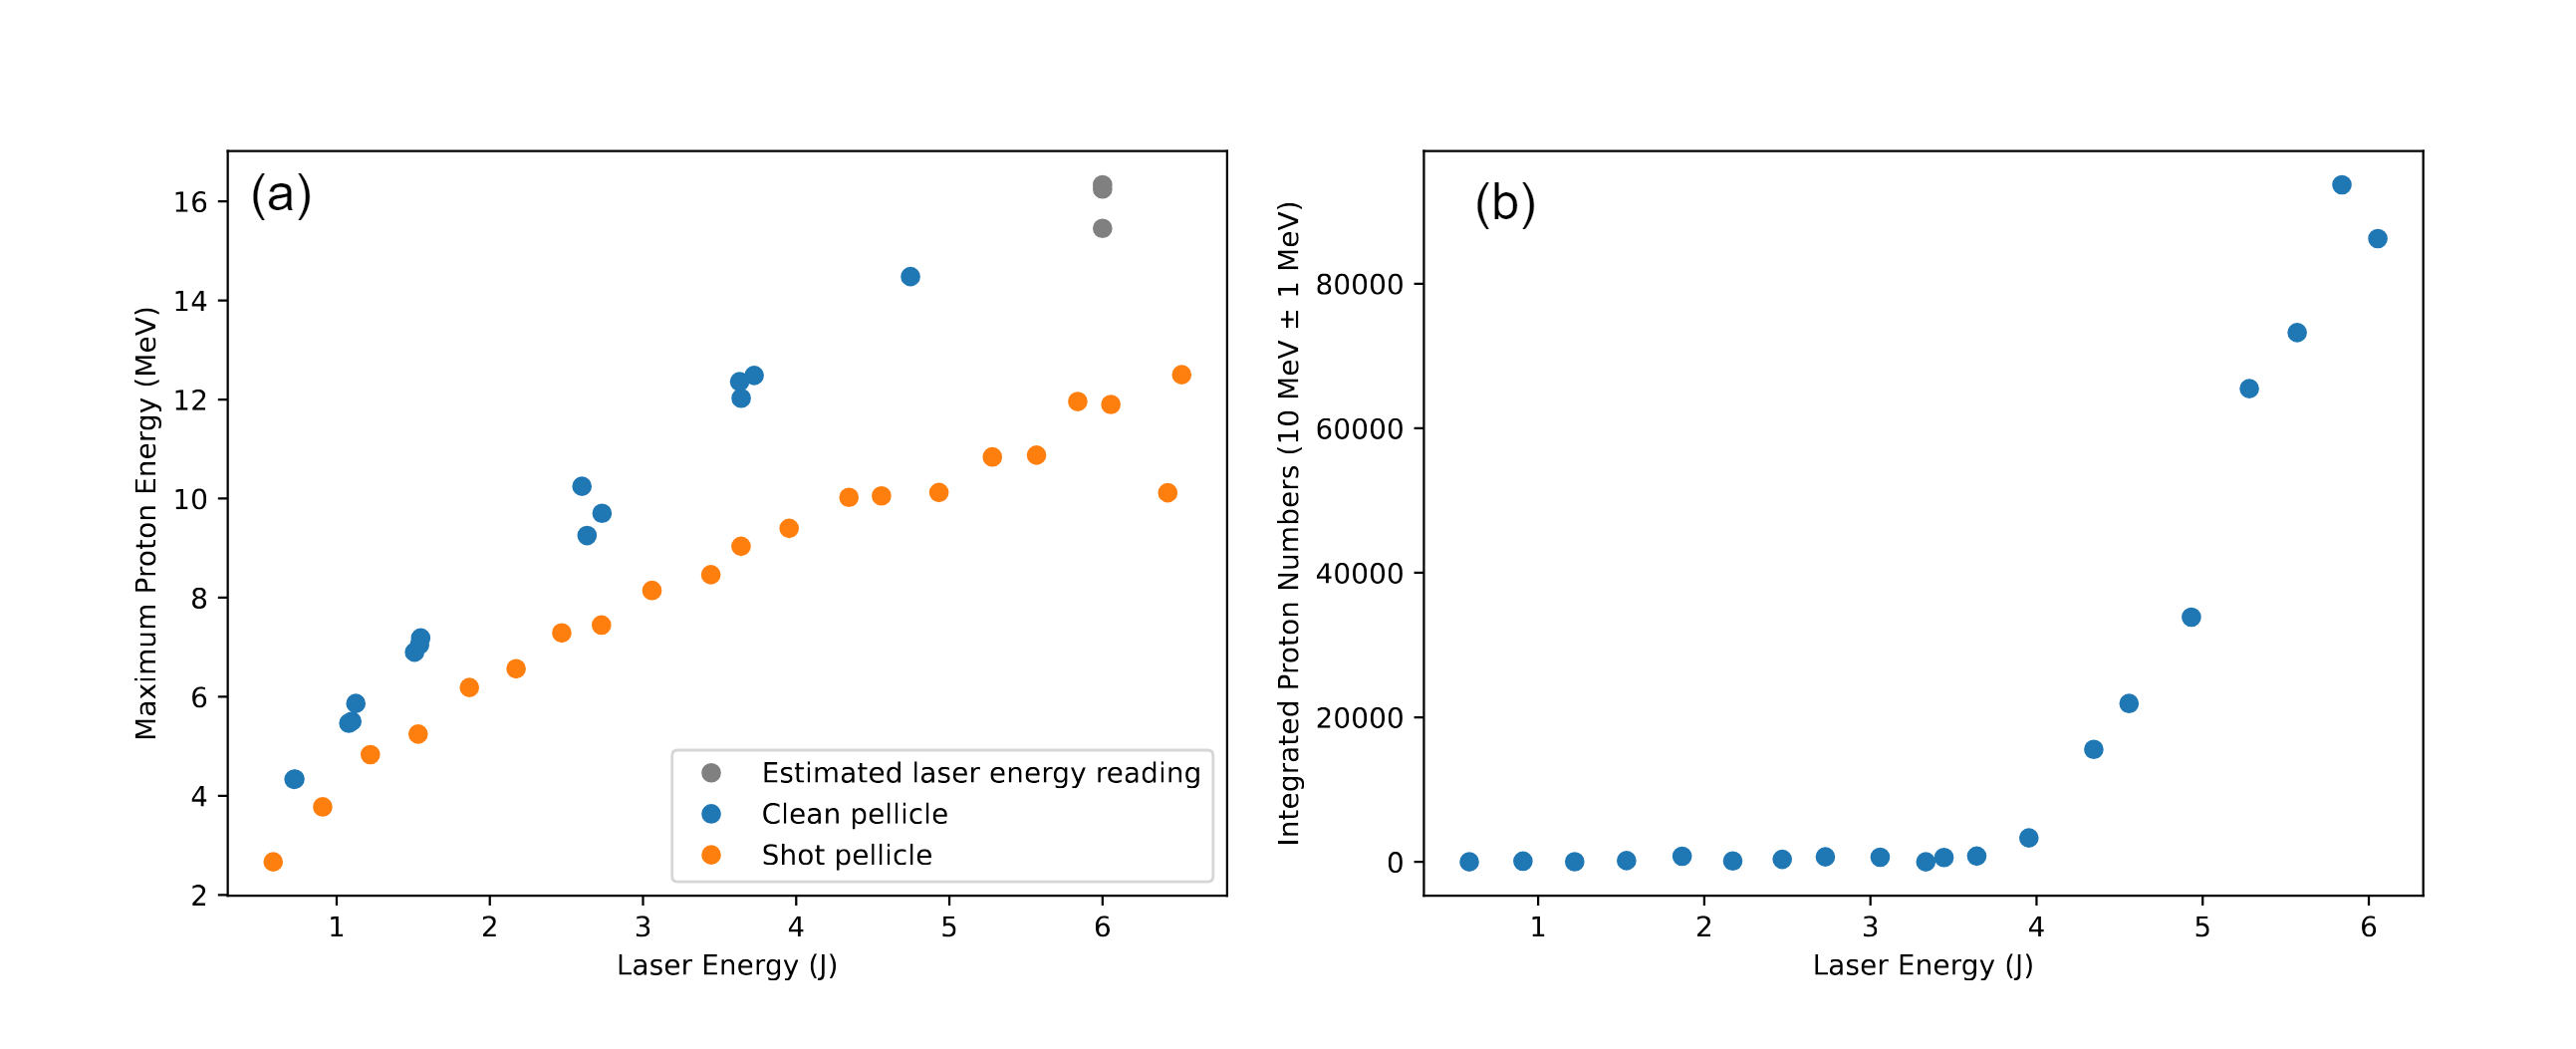 (a)
Maximum Proton Energy (MeV)
16
14
12
10
8
6
4
2
1 2 3 4 5 6
Laser Energy (J)
Estimated laser energy reading
Clean pellicle
Shot pellicle
(b)
Integrated Proton Numbers (10 MeV ± 1 MeV)
80000
60000
40000
20000
0
1 2 3 4 5 6
Laser Energy (J)